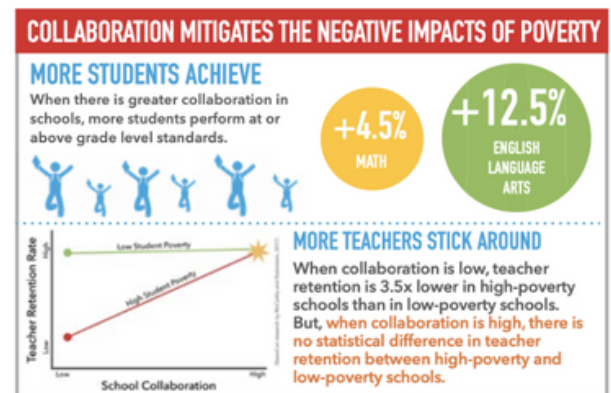 COLLABORATION MITIGATES THE NEGATIVE IMPACTS OF POVERTY
MORE STUDENTS ACHIEVE
When there is greater collaboration in
schools, more students perform at or
above grade level standards.
+4.5%
MATH
+12.5%
ENGLISH
LANGUAGE
ARTS
Teacher Retention Rate
High
Low
Low Student Poverty
High Student Poverty
Low
High
School Collaboration
MORE TEACHERS STICK AROUND
When collaboration is low, teacher
retention is 3.5x lower in high-poverty
schools than in low-poverty schools.
But, when collaboration is high, there is
no statistical difference in teacher
retention between high-poverty and
low-poverty schools.